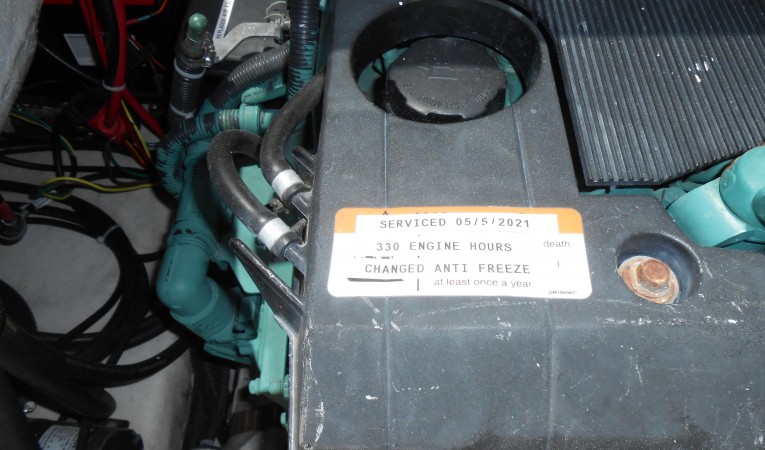 SERVICED 05/5/2021
330 ENGINE HOURS death
CHANGED ANTI FREEZE
at least once a year.